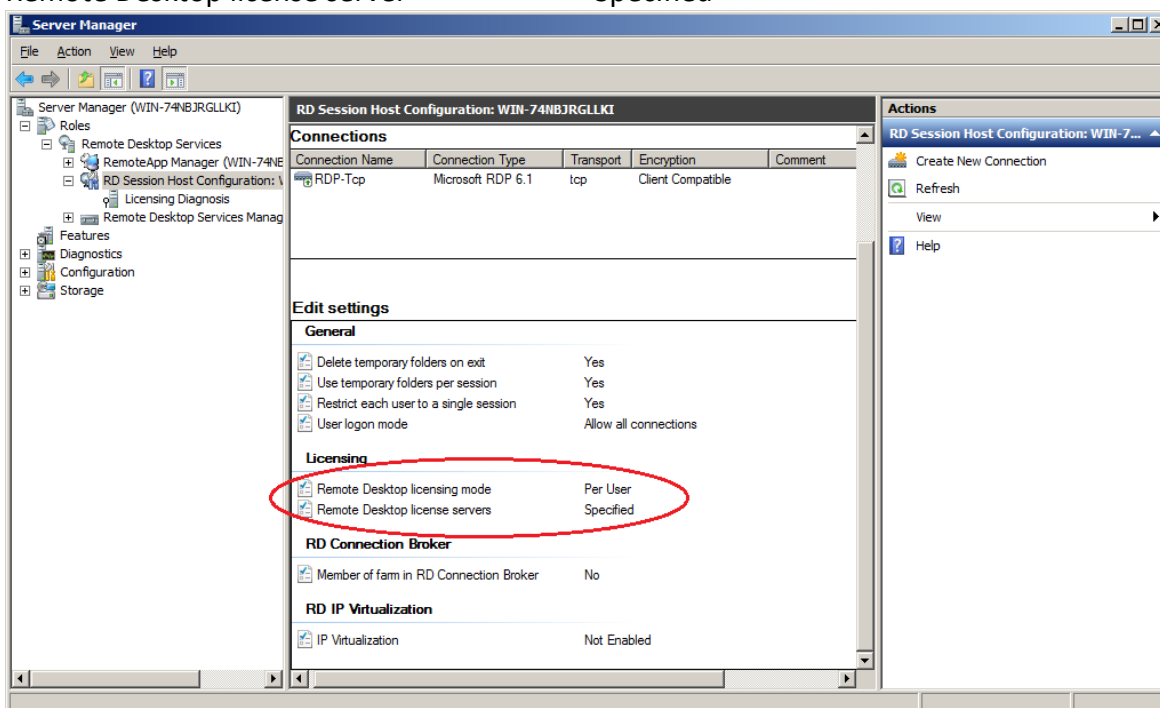 Remote Desktop license server Specified
Server Manager
File Action View Help
Server Manager (WIN-74NBJRGLLKI)
Roles
Remote Desktop Services
RemoteApp Manager (WIN-74NB
RD Session Host Configuration: W
Licensing Diagnosis
Remote Desktop Services Manag
Features
Diagnostics
Configuration
Storage
RD Session Host Configuration: WIN-74NBJRGLLKI
Connections
Connection Name Connection Type Transport Encryption Comment
RDP-Tcp Microsoft RDP 6.1 tcp Client Compatible
Edit settings
General
Delete temporary folders on exit Yes
Use temporary folders per session Yes
Restrict each user to a single session Yes
User logon mode Allow all connections
Licensing
Remote Desktop licensing mode Per User
Remote Desktop license servers Specified
RD Connection Broker
Member of farm in RD Connection Broker No
RD IP Virtualization
IP Virtualization Not Enabled
Actions
RD Session Host Configuration: WIN-7...
Create New Connection
Refresh
View
Help